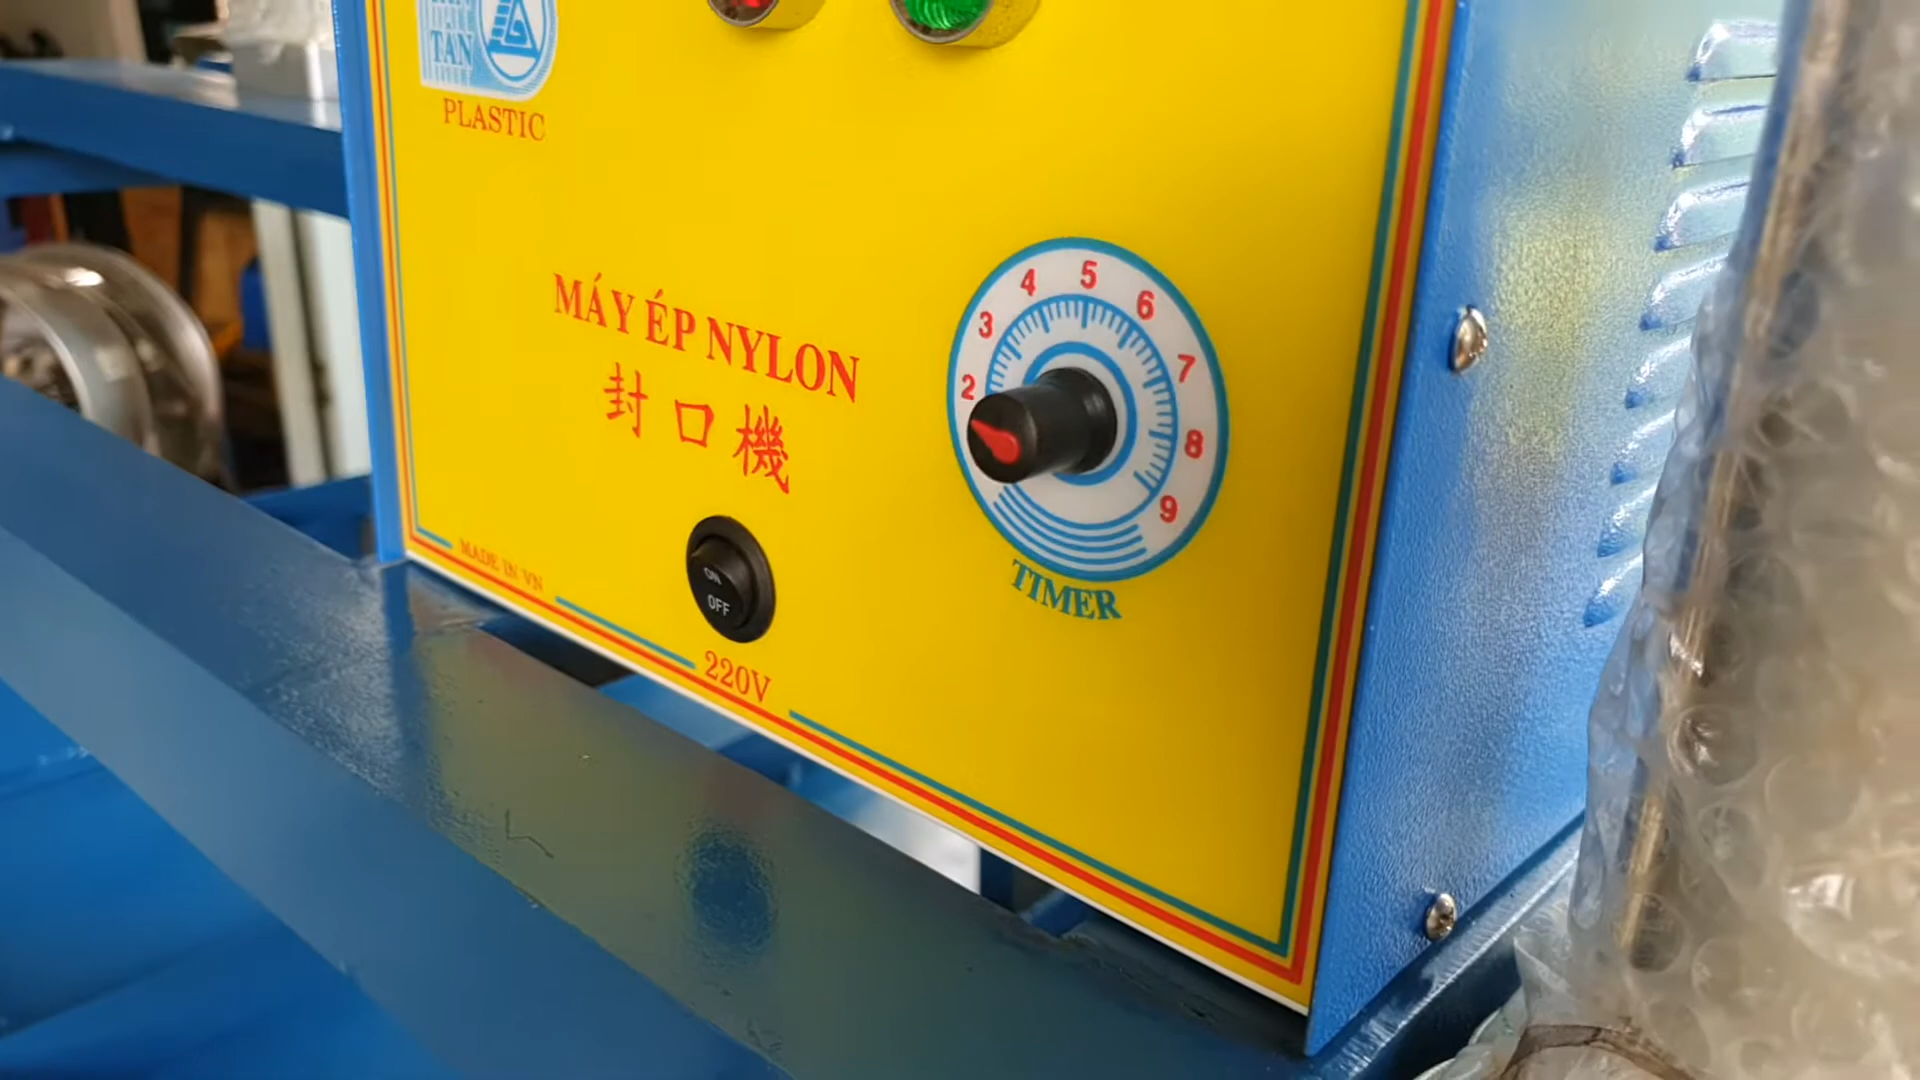 TAN
PLASTIC
MÁY ÉP NYLON
封口機
2
3
4
5
6
7
8
9
TIMER
ON
OFF
220V
MADE IN VN